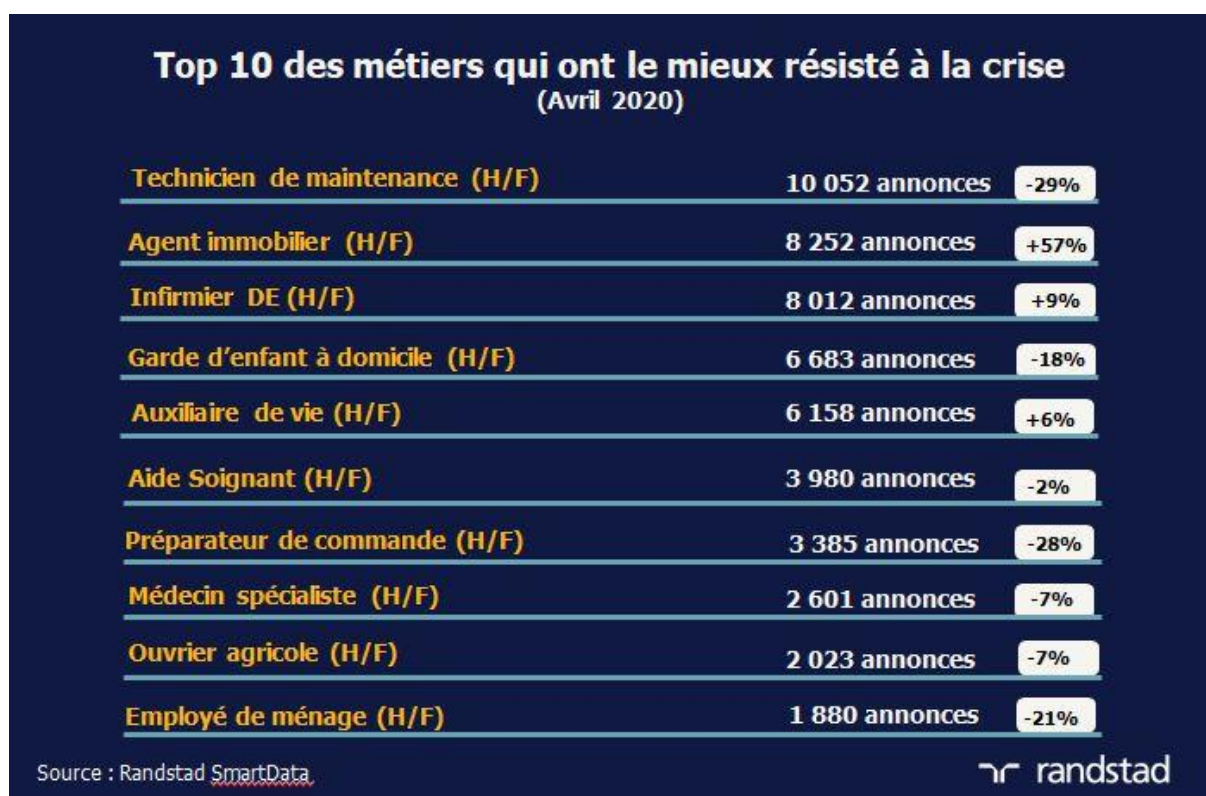 Top 10 des métiers qui ont le mieux résisté à la crise
(Avril 2020)
Technicien de maintenance (H/F) 10 052 annonces -29%
Agent immobilier (H/F) 8 252 annonces +57%
Infirmier DE (H/F) 8 012 annonces +9%
Garde d’enfant à domicile (H/F) 6 683 annonces -18%
Auxiliaire de vie (H/F) 6 158 annonces +6%
Aide Soignant (H/F) 3 980 annonces -2%
Préparateur de commande (H/F) 3 385 annonces -28%
Médecin spécialiste (H/F) 2 601 annonces -7%
Ouvrier agricole (H/F) 2 023 annonces -7%
Employé de ménage (H/F) 1 880 annonces -21%
Source : Randstad SmartData
randstad